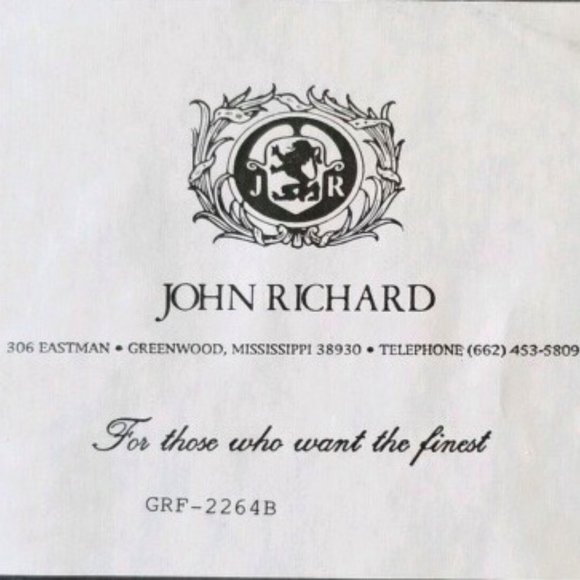 J R
JOHN RICHARD
306 EASTMAN • GREENWOOD, MISSISSIPPI 38930 • TELEPHONE (662) 453-5809
For those who want the finest
GRF-2264B